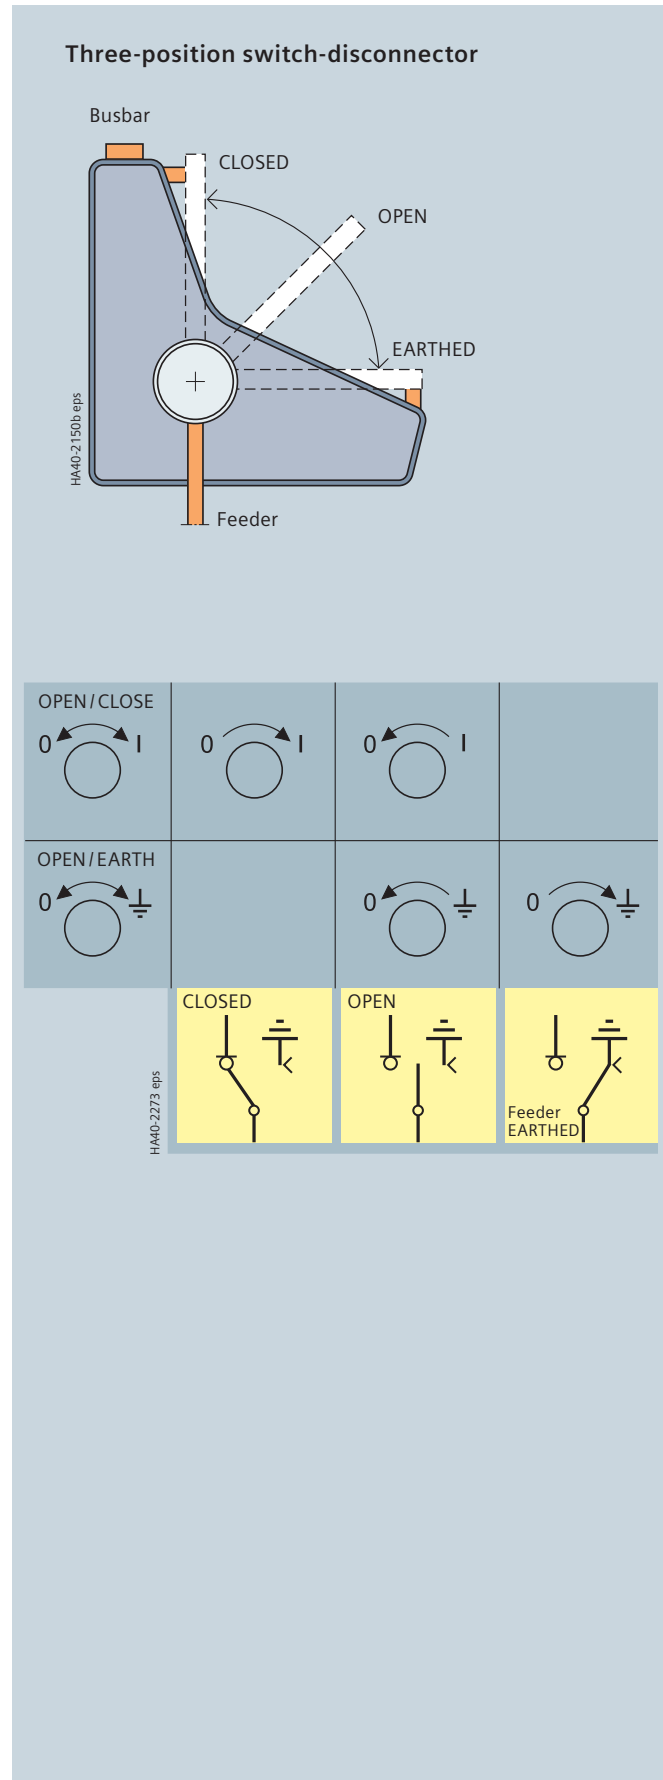 Three-position switch-disconnector
Busbar
CLOSED
OPEN
EARTHED
HA40-2150b eps
Feeder
OPEN/CLOSE
0 I
0 I
0 I
OPEN/EARTH
0
0
0
CLOSED
OPEN
Feeder
EARTHED
HA40-2273 eps